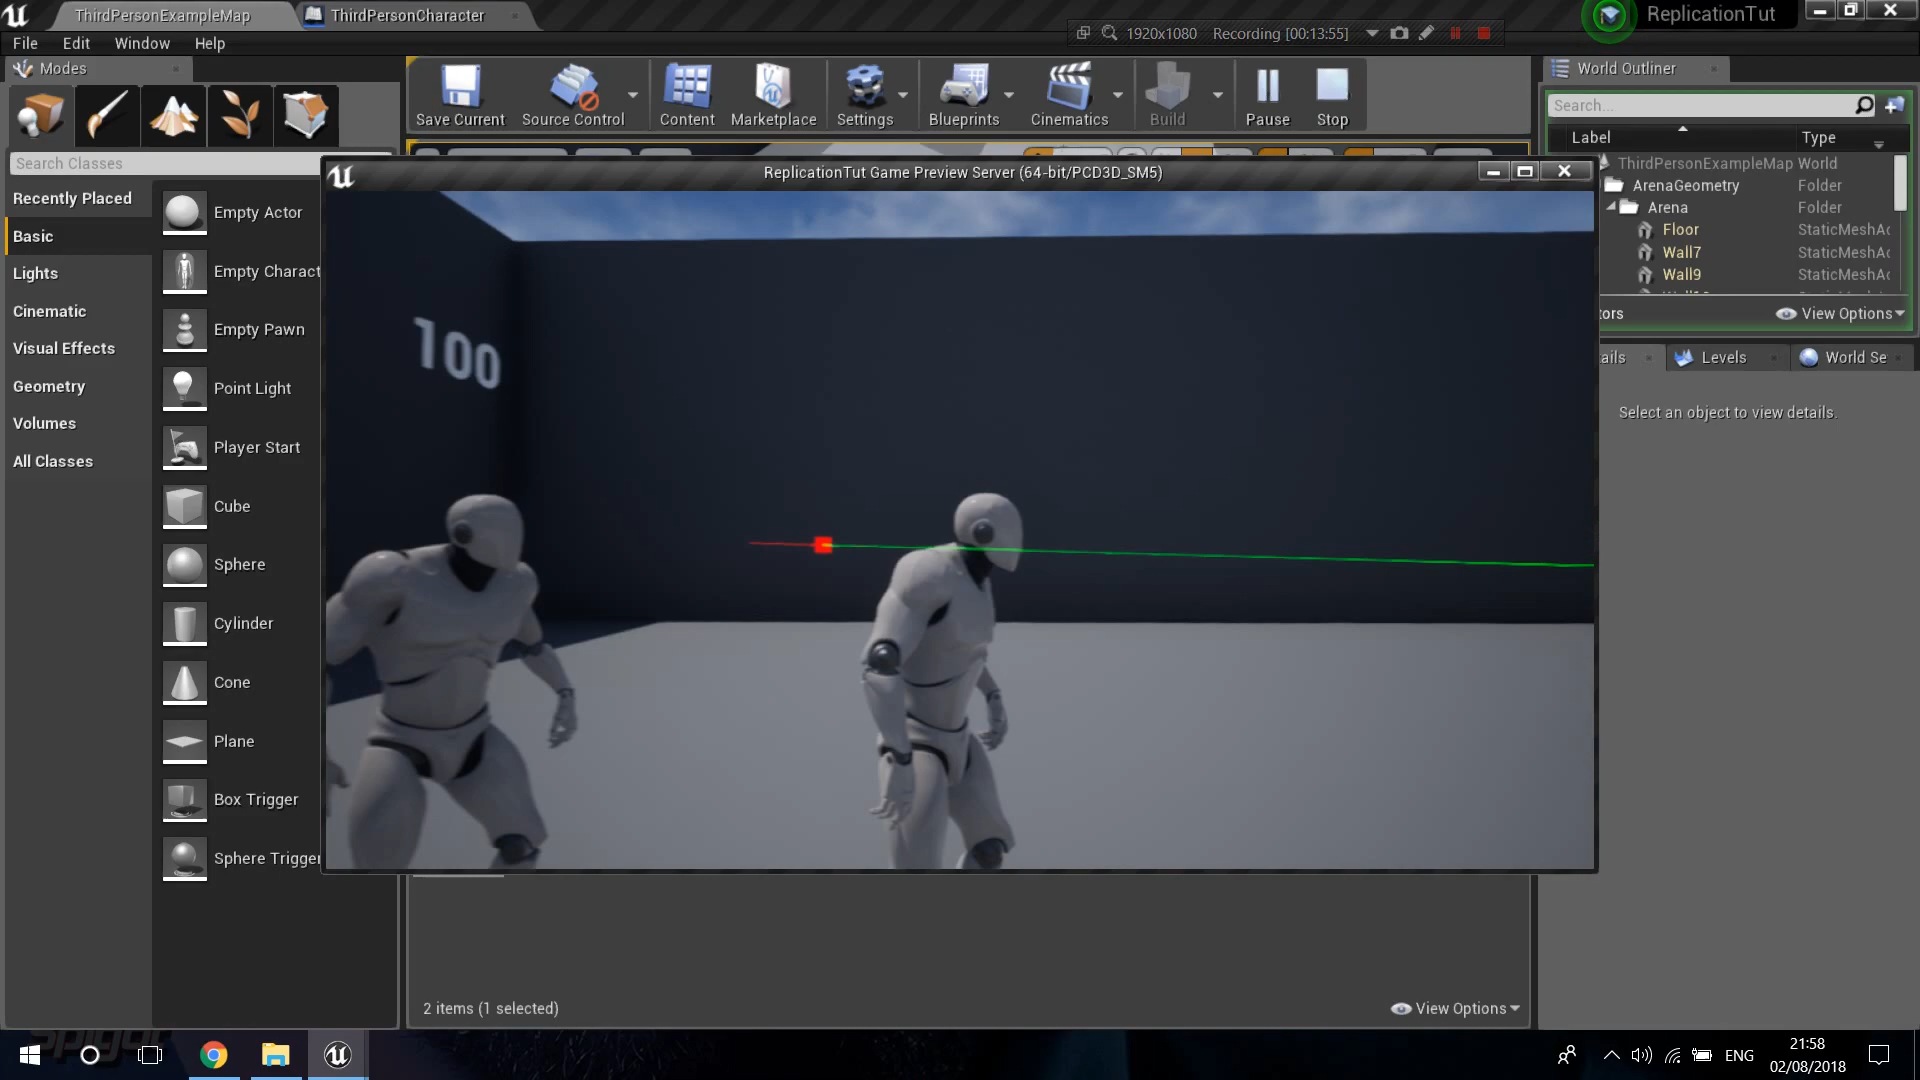 ThirdPersonExampleMap
ThirdPersonCharacter
1920x1080 Recording [00:13:55]
ReplicationTut
File Edit Window Help
Modes
World Outliner
Save Current
Source Control
Content
Marketplace
Settings
Blueprints
Cinematics
Build
Pause
Stop
Search...
Label Type
Search Classes
ReplicationTut Game Preview Server (64-bit/PCD3D_SM5)
ThirdPersonExampleMap World
ArenaGeometry Folder
Arena Folder
Floor StaticMeshAc
Wall7 StaticMeshAc
Wall9 StaticMeshAc
tors
View Options
Recently Placed
Basic
Lights
Cinematic
Visual Effects
Geometry
Volumes
All Classes
Empty Actor
Empty Charact
Empty Pawn
Point Light
Player Start
Cube
Sphere
Cylinder
Cone
Plane
Box Trigger
Sphere Trigger
100
ails
Levels
World Se
Select an object to view details.
2 items (1 selected)
View Options
ENG
21:58
02/08/2018